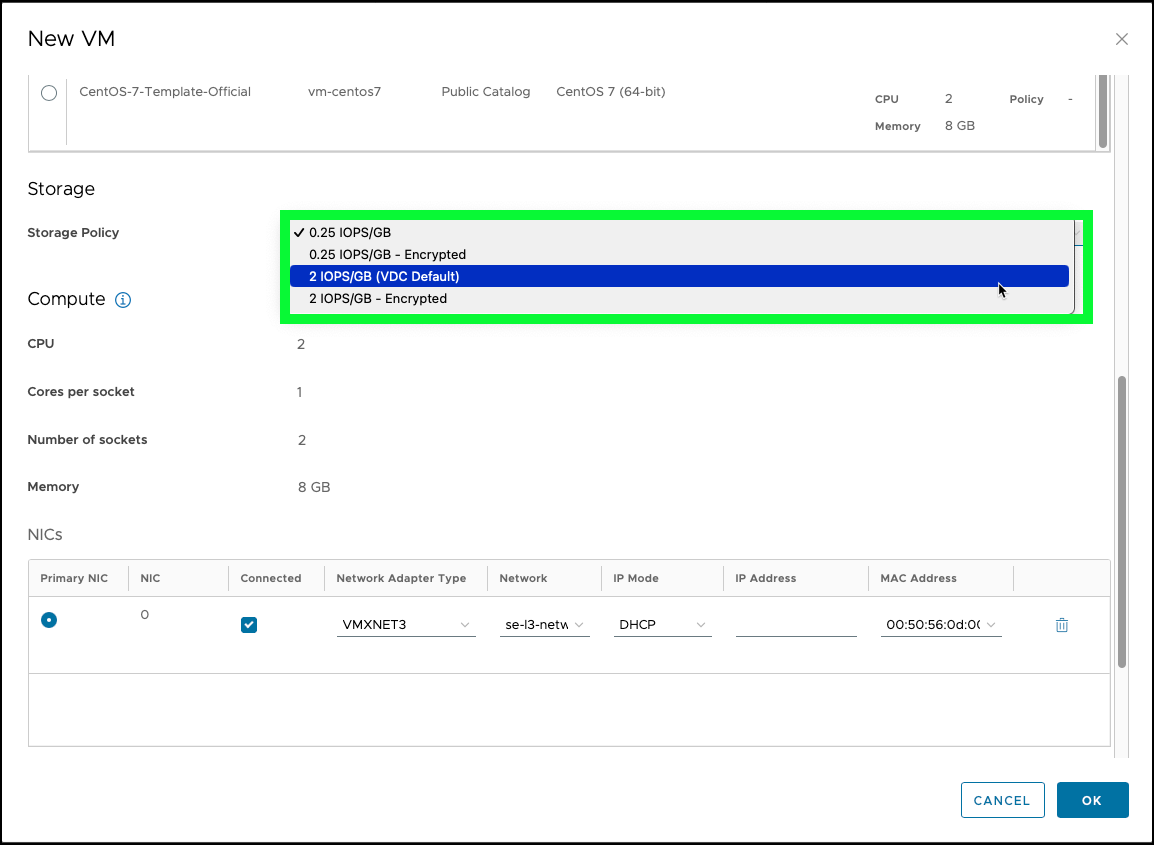 New VM
CentOS-7-Template-Official vm-centos7 Public Catalog CentOS 7 (64-bit)
CPU 2 Policy -
Memory 8 GB
Storage
Storage Policy
✓ 0.25 IOPS/GB
0.25 IOPS/GB - Encrypted
2 IOPS/GB (VDC Default)
2 IOPS/GB - Encrypted
Compute
CPU 2
Cores per socket 1
Number of sockets 2
Memory 8 GB
NICs
Primary NIC NIC Connected Network Adapter Type Network IP Mode IP Address MAC Address
0 VMXNET3 se-l3-netw DHCP 00:50:56:0d:00
CANCEL OK